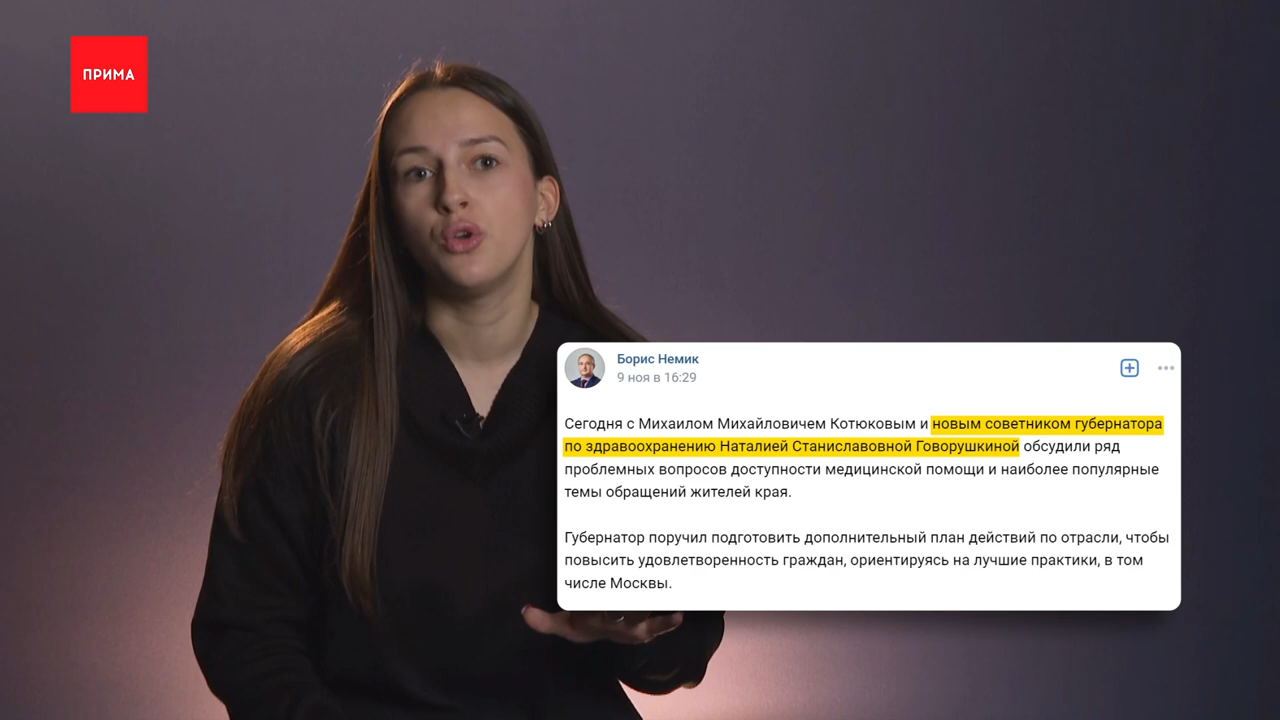 ПРИМА
Борис Немик
9 ноя в 16:29
Сегодня с Михаилом Михайловичем Котюковым и новым советником губернатора
по здравоохранению Наталией Станиславовной Говорушкиной обсудили ряд
проблемных вопросов доступности медицинской помощи и наиболее популярные
темы обращений жителей края.
Губернатор поручил подготовить дополнительный план действий по отрасли, чтобы
повысить удовлетворенность граждан, ориентируясь на лучшие практики, в том
числе Москвы.